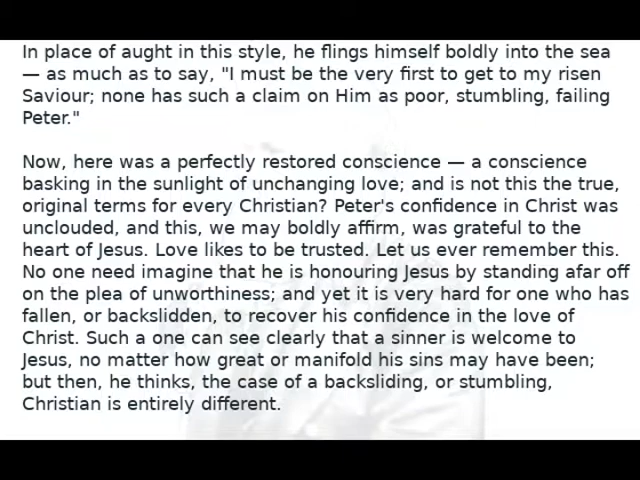 In place of aught in this style, he flings himself boldly into the sea
— as much as to say, "I must be the very first to get to my risen
Saviour; none has such a claim on Him as poor, stumbling, failing
Peter."
Now, here was a perfectly restored conscience — a conscience
basking in the sunlight of unchanging love; and is not this the true,
original terms for every Christian? Peter's confidence in Christ was
unclouded, and this, we may boldly affirm, was grateful to the
heart of Jesus. Love likes to be trusted. Let us ever remember this.
No one need imagine that he is honouring Jesus by standing afar off
on the plea of unworthiness; and yet it is very hard for one who has
fallen, or backslidden, to recover his confidence in the love of
Christ. Such a one can see clearly that a sinner is welcome to
Jesus, no matter how great or manifold his sins may have been;
but then, he thinks, the case of a backsliding, or stumbling,
Christian is entirely different.